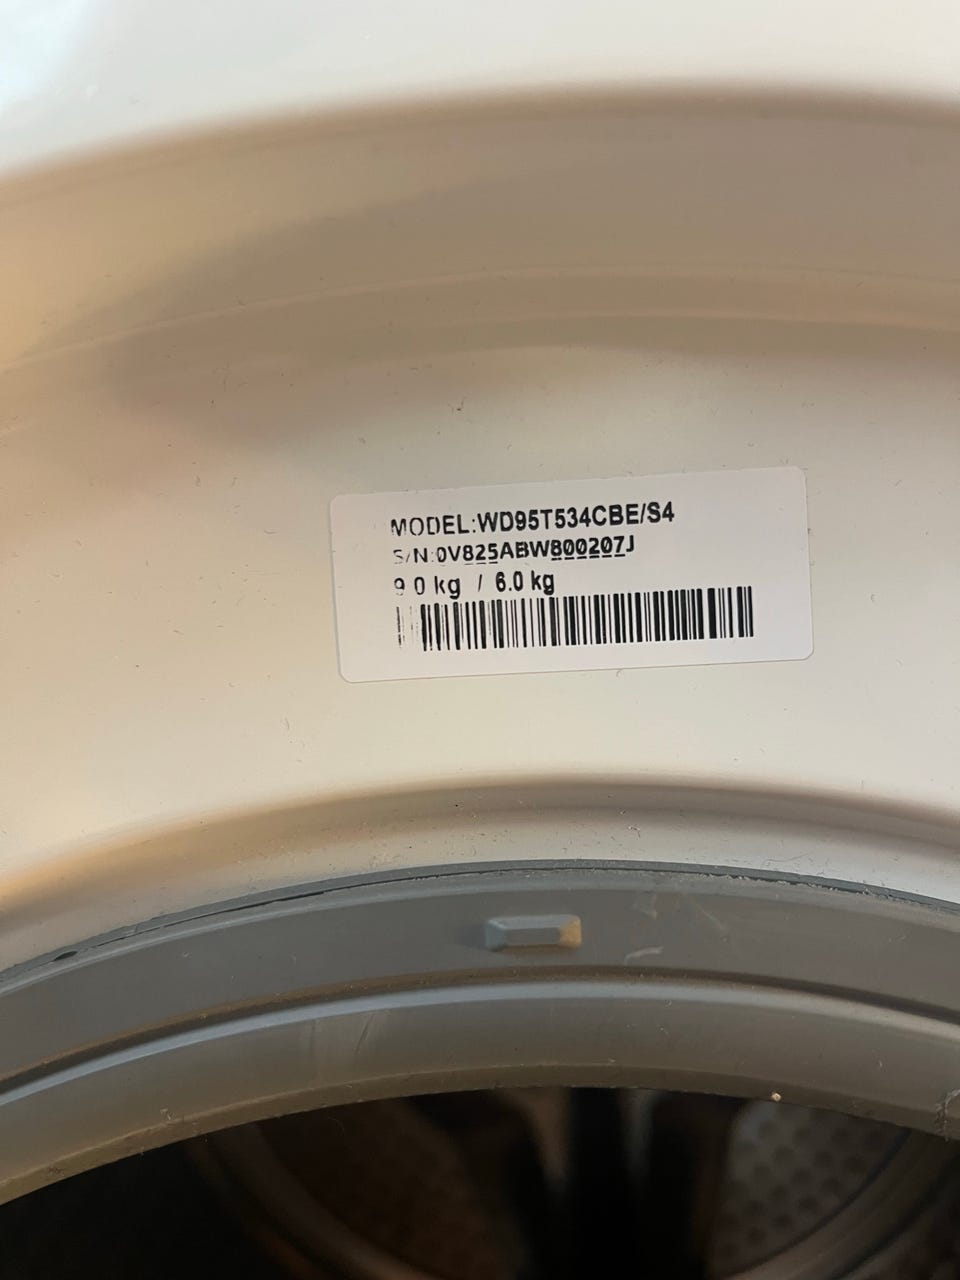 MODEL:WD95T534CBE/S4
S/N:0V825ABW800207J
9.0 kg / 6.0 kg